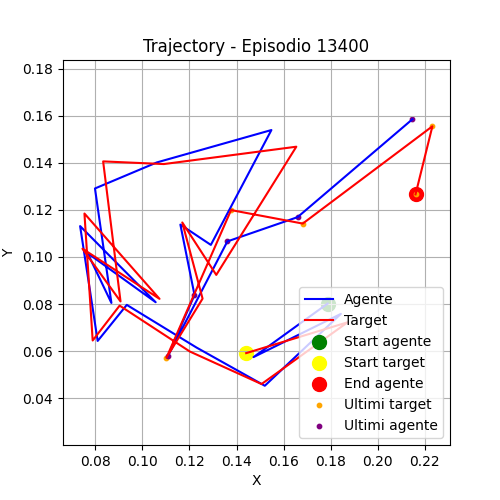 Trajectory - Episodio 13400
Y
0.18
0.16
0.14
0.12
0.10
0.08
0.06
0.04
Agente
Target
Start agente
Start target
End agente
Ultimi target
Ultimi agente
0.08 0.10 0.12 0.14 0.16 0.18 0.20 0.22
X